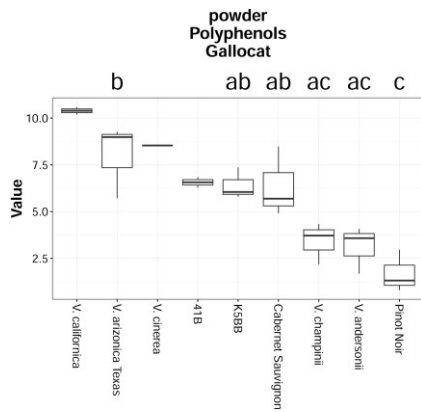 powder
Polyphenols
Gallocat
b ab ab ac ac c
Value
10.0
7.5
5.0
2.5
V. californica
V. arizonica Texas
V. cinerea
41B
K5BB
Cabernet Sauvignon
V. champinii
V. andersonii
Pinot Noir